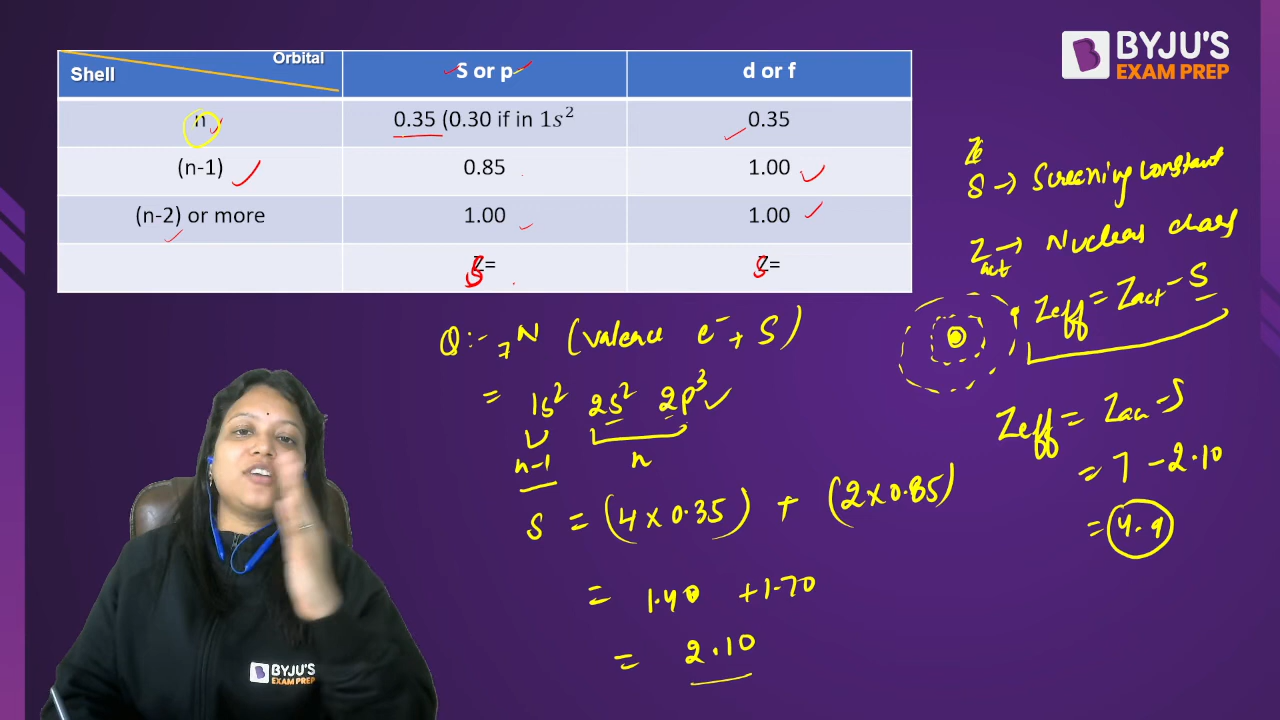 BYJU'S
EXAM PREP
Orbital
Shell
S or p
d or f
n
0.35 (0.30 if in 1s²
0.35
(n-1)
0.85
1.00
(n-2) or more
1.00
1.00
S=
S=
S → Screening constant
Zact → Nuclear charg
Zeff = Zact - S
Q:- ₇N (valence e⁻ + S)
= 1s² 2s² 2p³
n-1 n
S = (4 x 0.35) + (2 x 0.85)
= 1.40 + 1.70
= 2.10
Zeff = Zact - S
= 7 - 2.10
= 4.9
BYJU'S
EXAM PREP